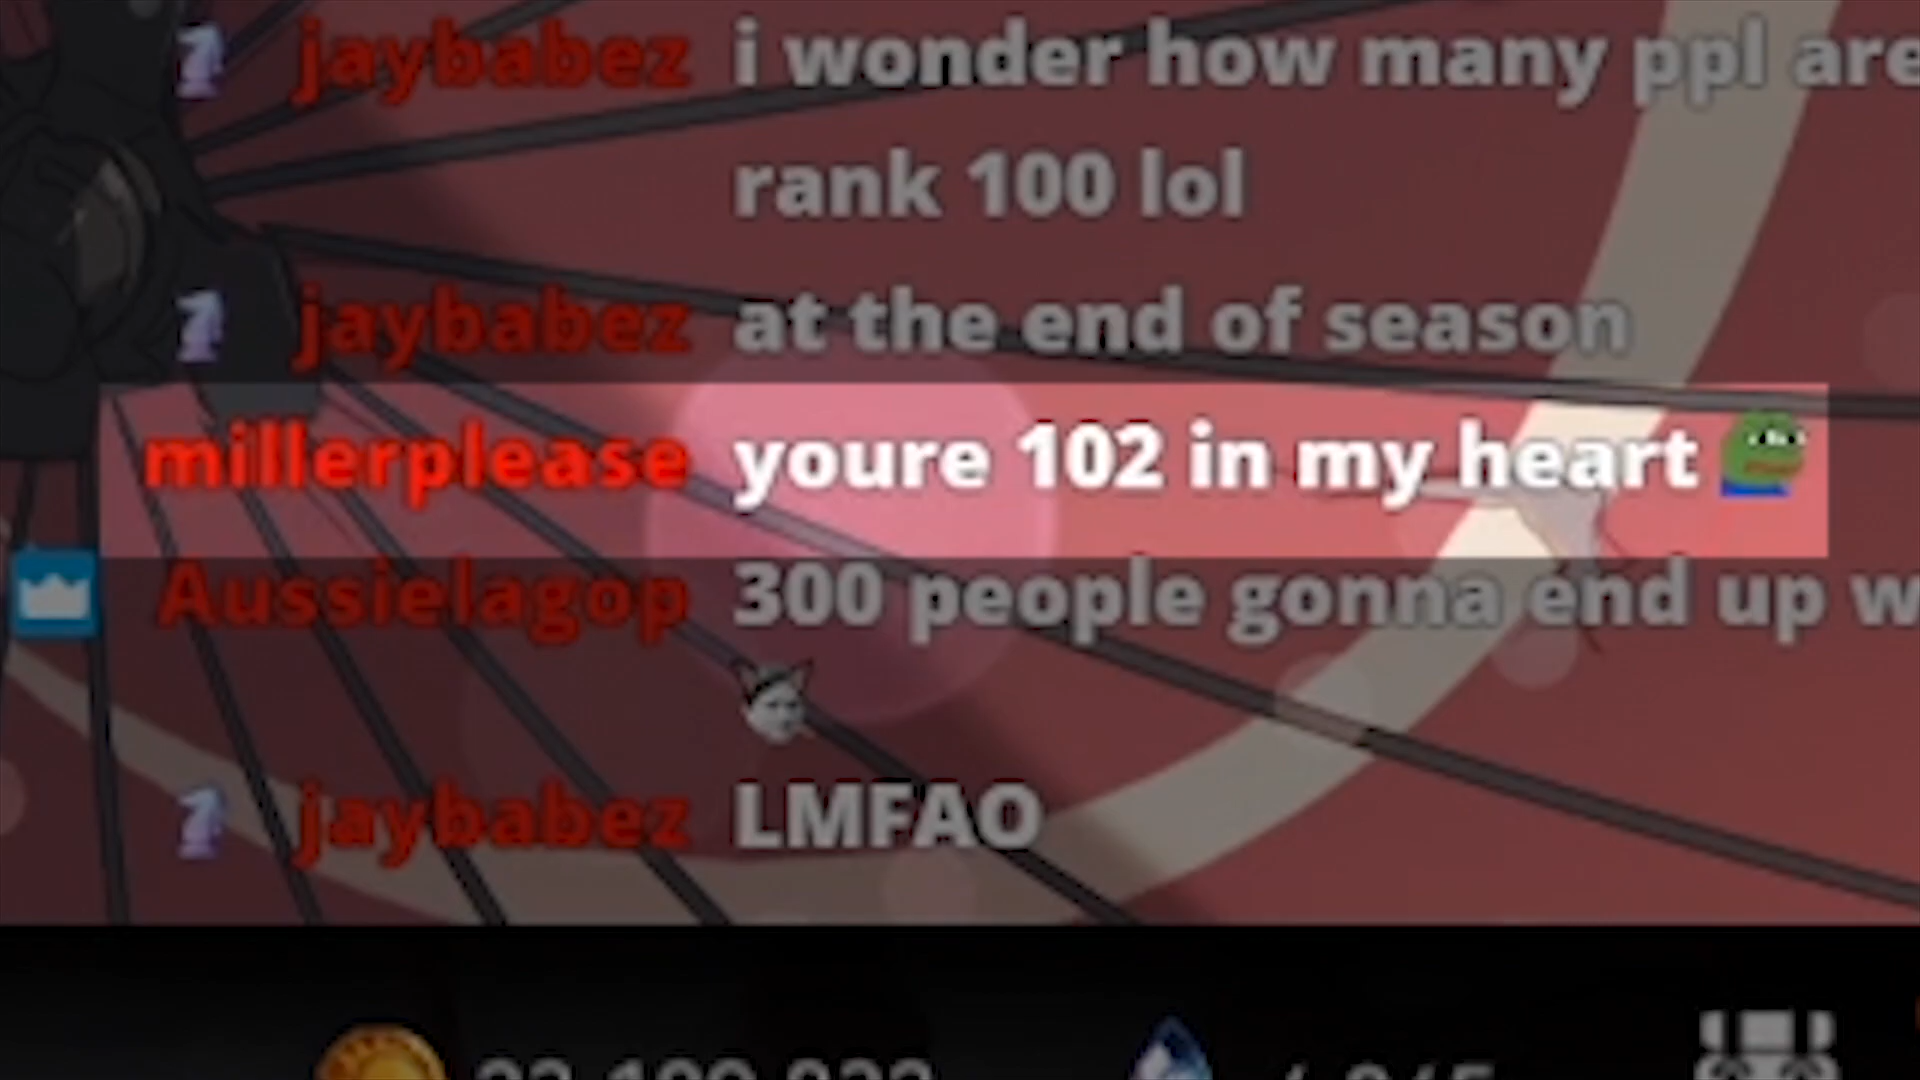 jaybabez i wonder how many ppl are
rank 100 lol
jaybabez at the end of season
millerplease youre 102 in my heart
Aussielagop 300 people gonna end up w
jaybabez LMFAO